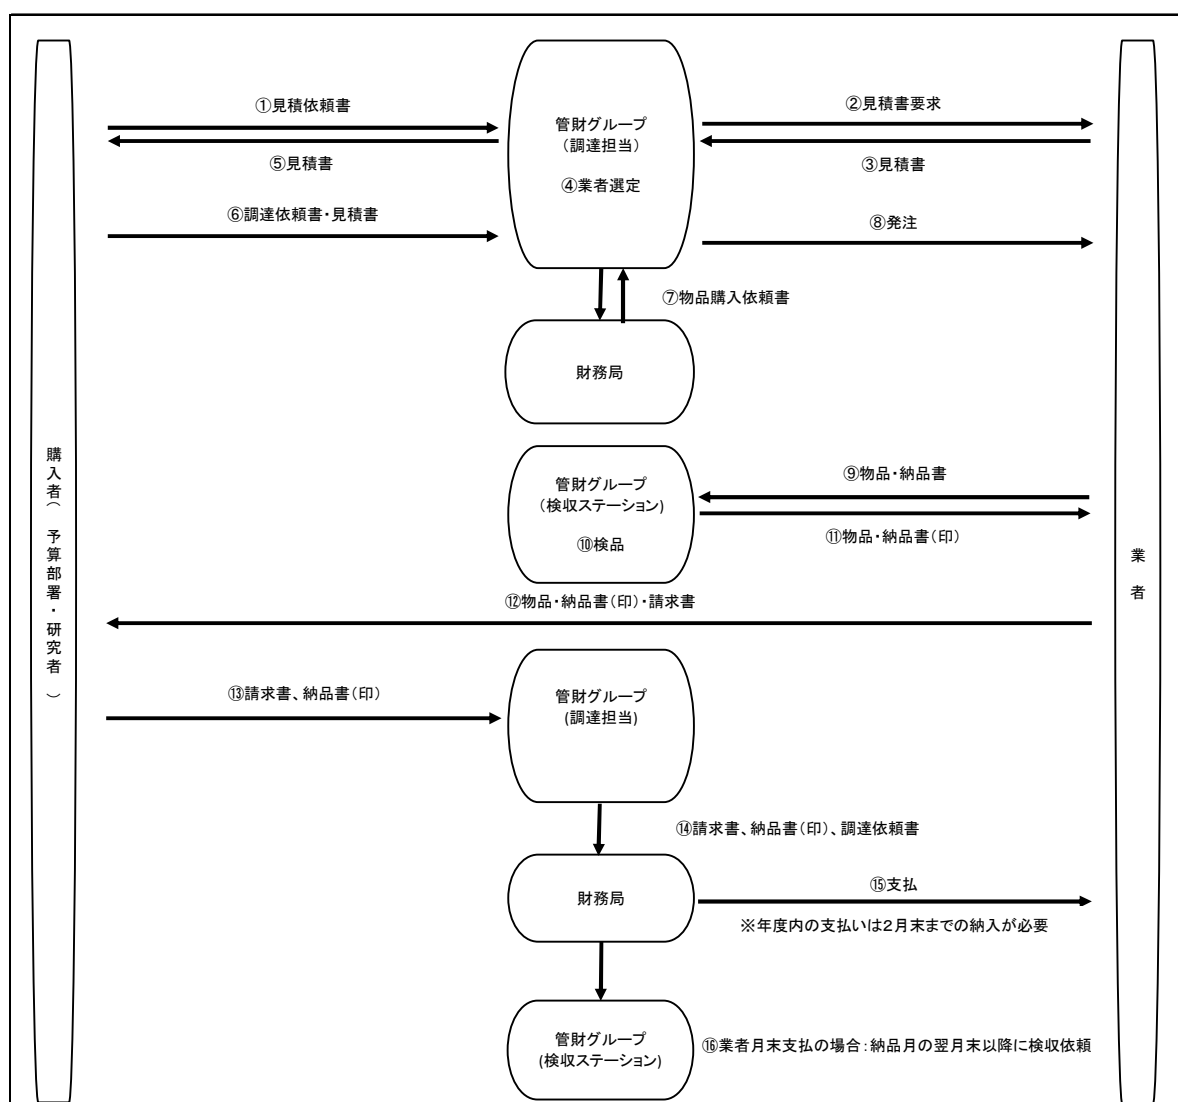 ①見積依頼書
②見積書要求
管財グループ
（調達担当）
⑤見積書
③見積書
④業者選定
⑥調達依頼書・見積書
⑧発注
⑦物品購入依頼書
財務局
購入者（　予算部署・研究者　）
業　者
管財グループ
（検収ステーション)
⑨物品・納品書
⑩検品
⑪物品・納品書（印）
⑫物品・納品書（印）・請求書
⑬請求書、納品書（印）
管財グループ
(調達担当)
⑭請求書、納品書（印）、調達依頼書
財務局
⑮支払
※年度内の支払いは２月末までの納入が必要
管財グループ
(検収ステーション)
⑯業者月末支払の場合：納品月の翌月末以降に検収依頼